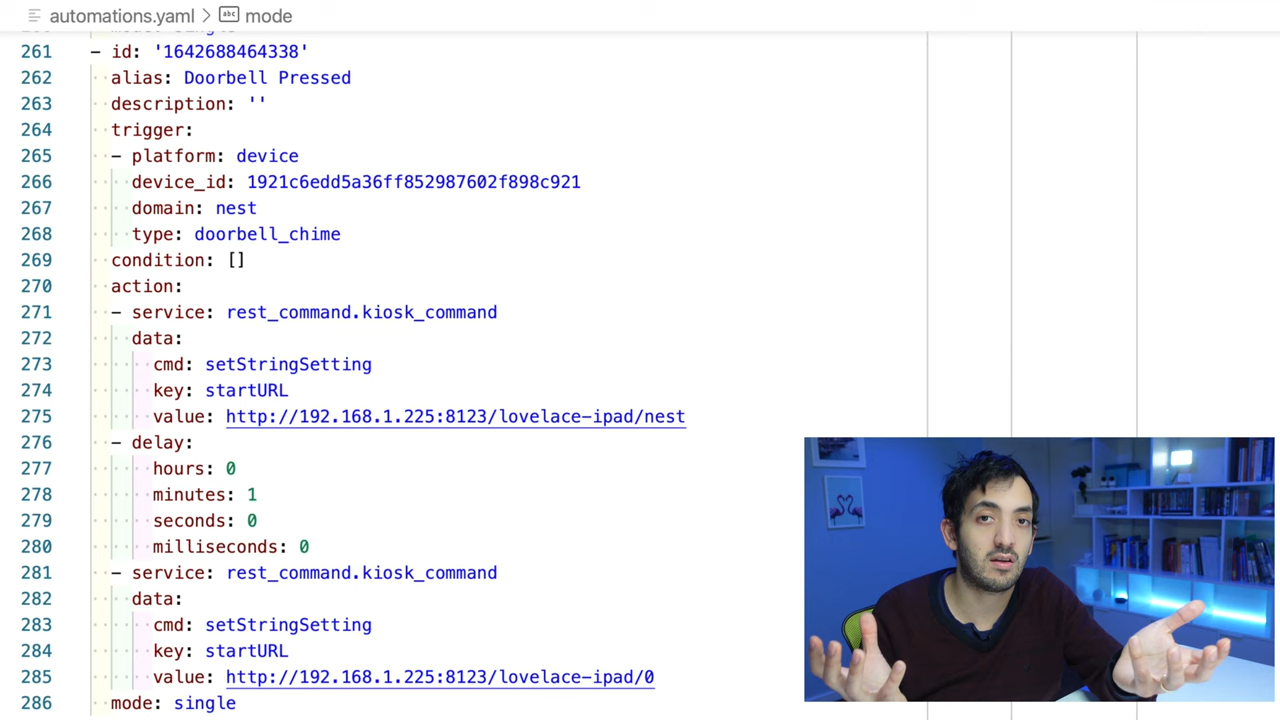 automations.yaml > abc mode
261 - id: '1642688464338'
262 alias: Doorbell Pressed
263 description: ''
264 trigger:
265 - platform: device
266 device_id: 1921c6edd5a36ff852987602f898c921
267 domain: nest
268 type: doorbell_chime
269 condition: []
270 action:
271 - service: rest_command.kiosk_command
272 data:
273 cmd: setStringSetting
274 key: startURL
275 value: http://192.168.1.225:8123/lovelace-ipad/nest
276 - delay:
277 hours: 0
278 minutes: 1
279 seconds: 0
280 milliseconds: 0
281 - service: rest_command.kiosk_command
282 data:
283 cmd: setStringSetting
284 key: startURL
285 value: http://192.168.1.225:8123/lovelace-ipad/0
286 mode: single